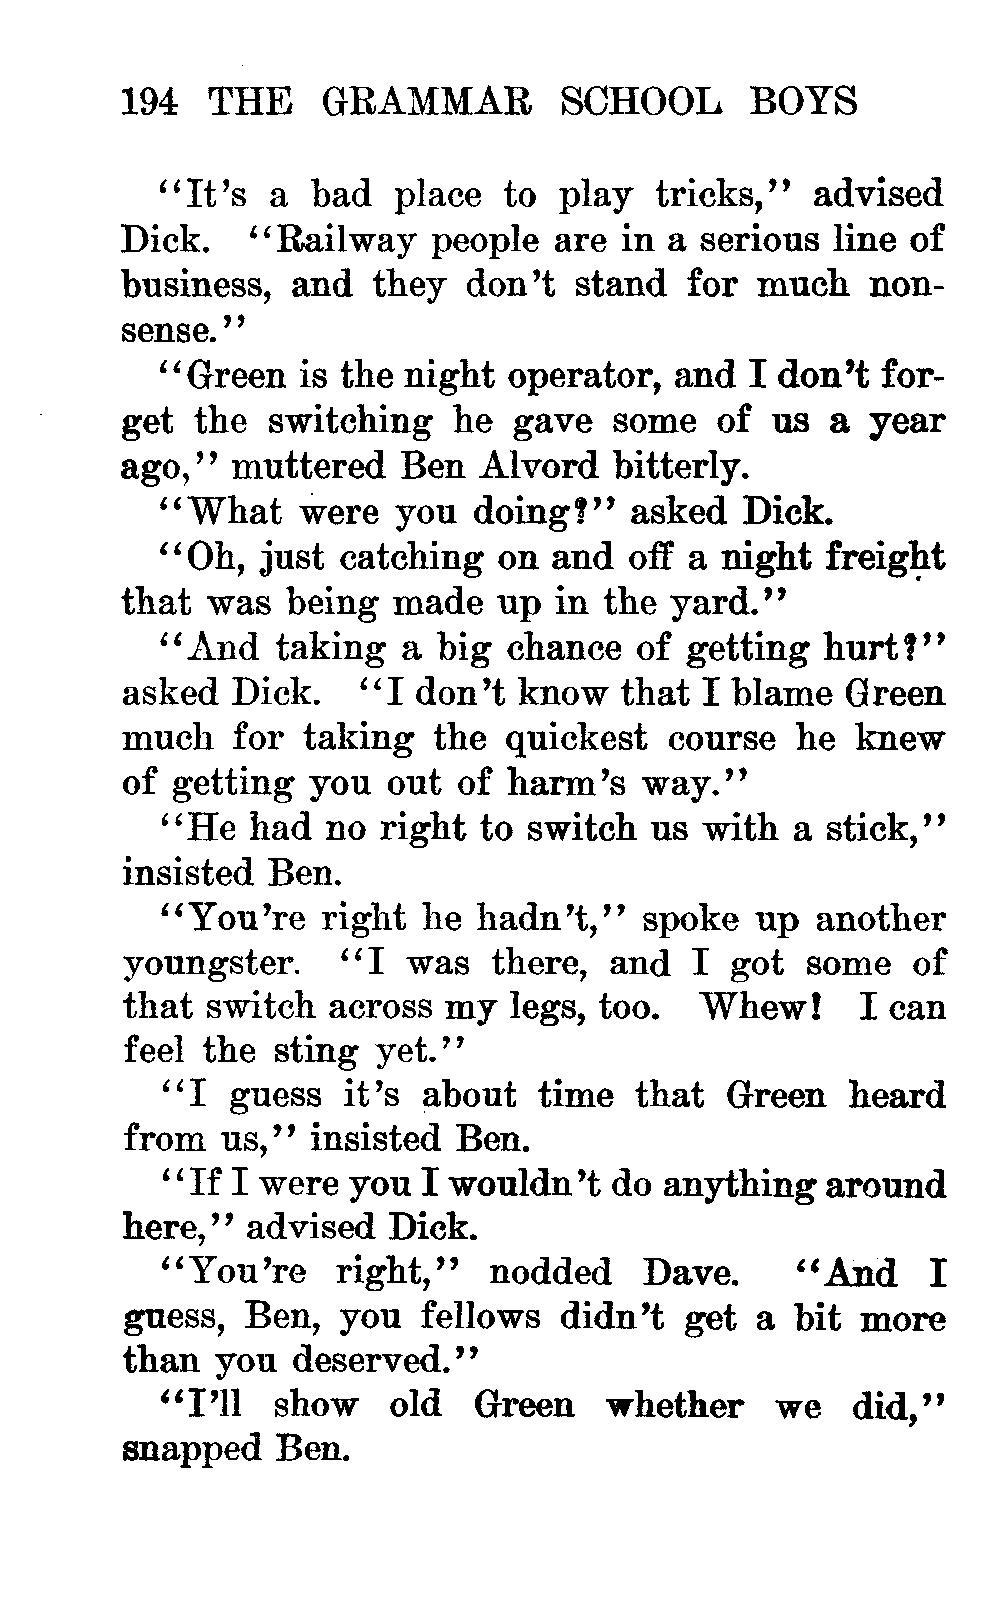 194 THE GRAMMAR SCHOOL BOYS
“It’s a bad place to play tricks,” advised
Dick. “Railway people are in a serious line of
business, and they don’t stand for much non-
sense.”
“Green is the night operator, and I don’t for-
get the switching he gave some of us a year
ago,” muttered Ben Alvord bitterly.
“What were you doing?” asked Dick.
“Oh, just catching on and off a night freight
that was being made up in the yard.”
“And taking a big chance of getting hurt?”
asked Dick. “I don’t know that I blame Green
much for taking the quickest course he knew
of getting you out of harm’s way.”
“He had no right to switch us with a stick,”
insisted Ben.
“You’re right he hadn’t,” spoke up another
youngster. “I was there, and I got some of
that switch across my legs, too. Whew! I can
feel the sting yet.”
“I guess it’s about time that Green heard
from us,” insisted Ben.
“If I were you I wouldn’t do anything around
here,” advised Dick.
“You’re right,” nodded Dave. “And I
guess, Ben, you fellows didn’t get a bit more
than you deserved.”
“I’ll show old Green whether we did,”
snapped Ben.